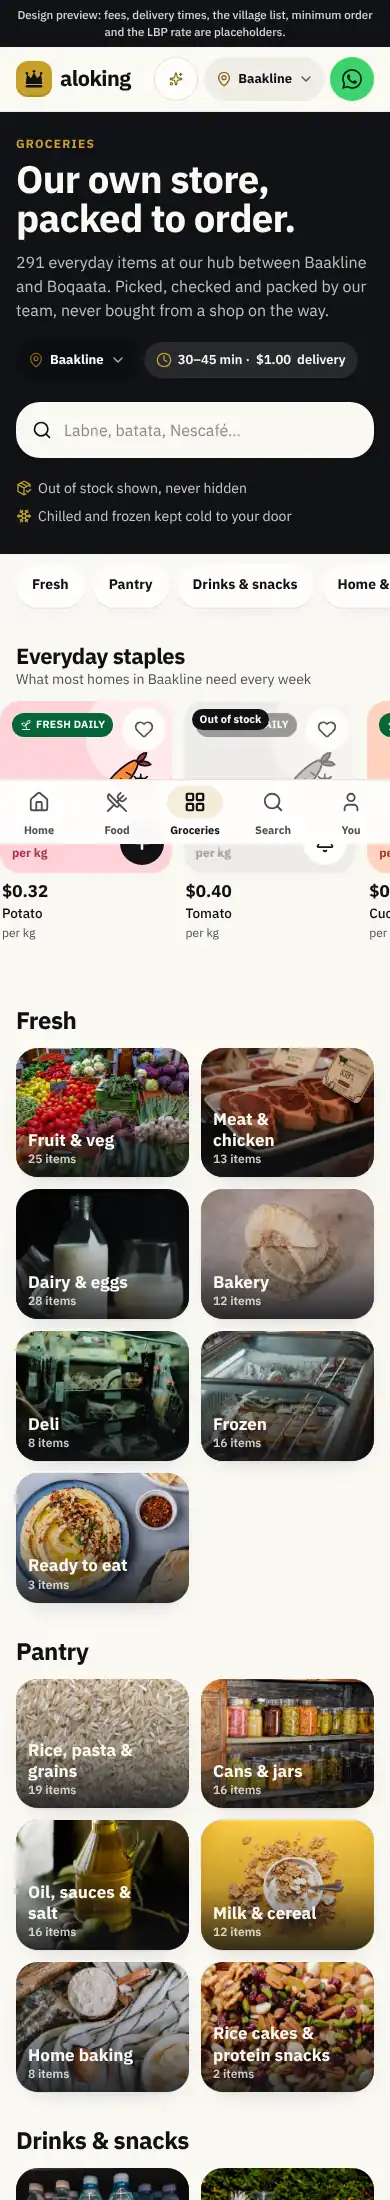 Design preview: fees, delivery times, the village list, minimum order
and the LBP rate are placeholders.
aloking
Baakline
GROCERIES
Our own store,
packed to order.
291 everyday items at our hub between Baakline
and Boqaata. Picked, checked and packed by our
team, never bought from a shop on the way.
Baakline
30–45 min · $1.00 delivery
Labne, batata, Nescafé...
Out of stock shown, never hidden
Chilled and frozen kept cold to your door
Fresh
Pantry
Drinks & snacks
Home &
Everyday staples
What most homes in Baakline need every week
FRESH DAILY
Out of stock
Home
Food
Groceries
Search
You
per kg
per kg
$0.32
$0.40
Potato
Tomato
per kg
per kg
Fresh
Fruit & veg
25 items
Meat &
chicken
13 items
Dairy & eggs
28 items
Bakery
12 items
Deli
8 items
Frozen
16 items
Ready to eat
3 items
Pantry
Rice, pasta &
grains
19 items
Cans & jars
16 items
Oil, sauces &
salt
16 items
Milk & cereal
12 items
Home baking
8 items
Rice cakes &
protein snacks
2 items
Drinks & snacks